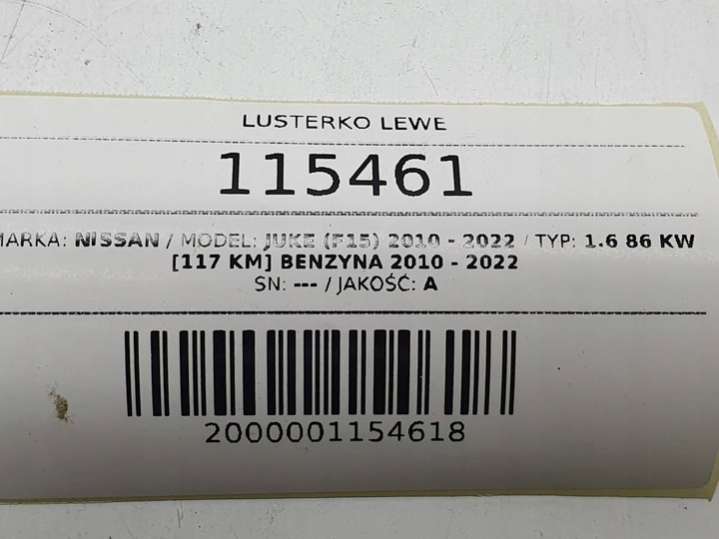 LUSTERKO LEWE
115461
MARKA: NISSAN / MODEL: JUKE (F15) 2010 - 2022 / TYP: 1.6 86 KW
[117 KM] BENZYNA 2010 - 2022
SN: --- / JAKOŚĆ: A
2000001154618